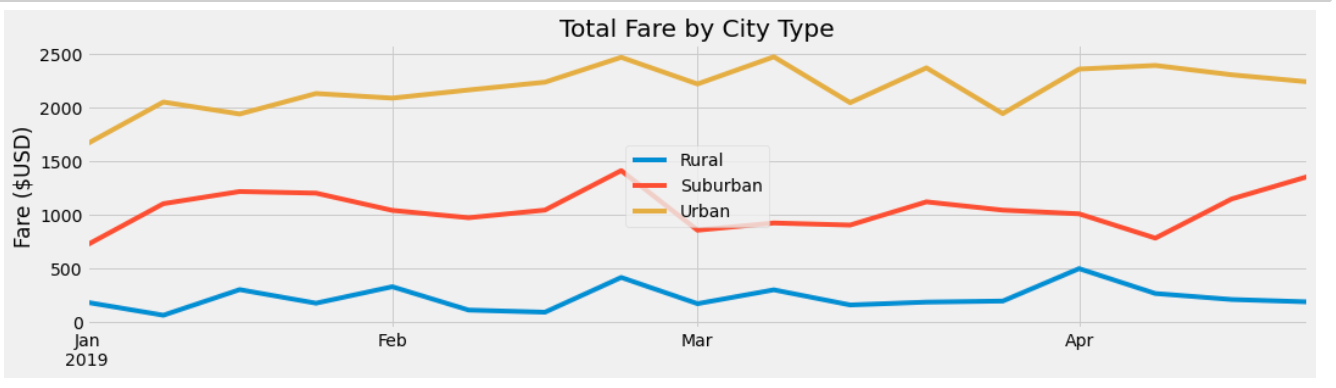 Total Fare by City Type
Fare ($USD)
2500
2000
1500
1000
500
0
Rural
Suburban
Urban
Jan
2019
Feb
Mar
Apr